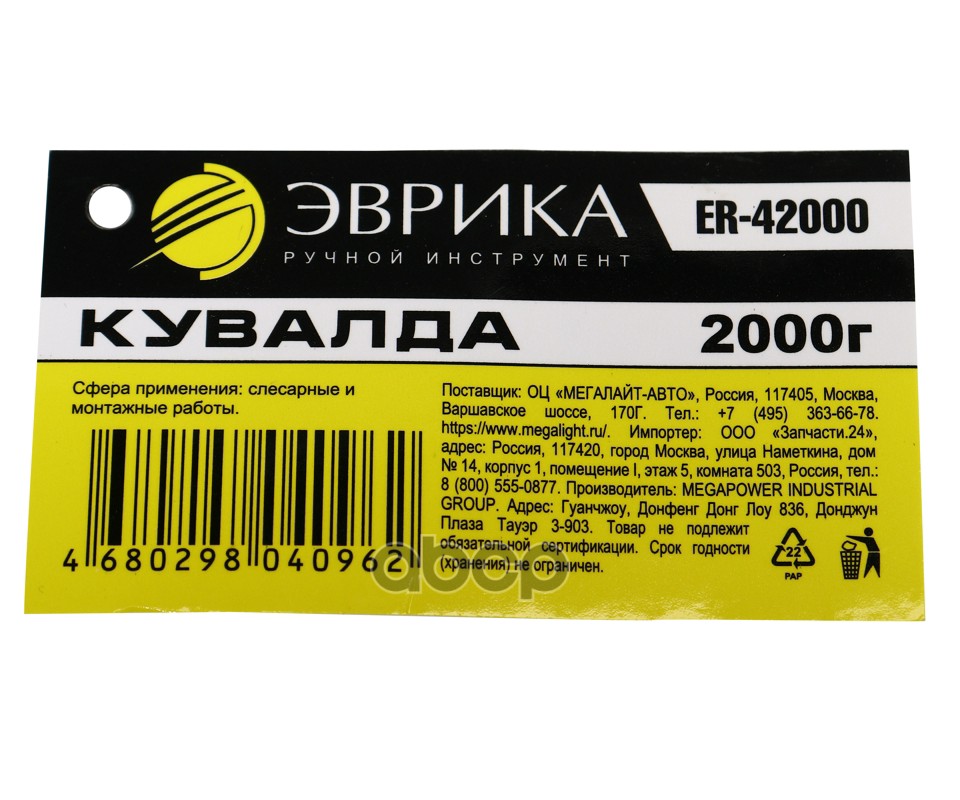 ЭВРИКА
РУЧНОЙ ИНСТРУМЕНТ
ER-42000
КУВАЛДА
2000г
Сфера применения: слесарные и
монтажные работы.
4 680298 040962
Поставщик: ОЦ «МЕГАЛАЙТ-АВТО», Россия, 117405, Москва,
Варшавское шоссе, 170Г. Тел.: +7 (495) 363-66-78.
https://www.megalight.ru/. Импортер: ООО «Запчасти.24»,
адрес: Россия, 117420, город Москва, улица Наметкина, дом
№ 14, корпус 1, помещение I, этаж 5, комната 503, Россия, тел.:
8 (800) 555-0877. Производитель: MEGAPOWER INDUSTRIAL
GROUP. Адрес: Гуанчжоу, Донфенг Донг Лоу 836, Донджун
Плаза Тауэр 3-903. Товар не подлежит
обязательной сертификации. Срок годности
(хранения) не ограничен.
22
PAP
abcp